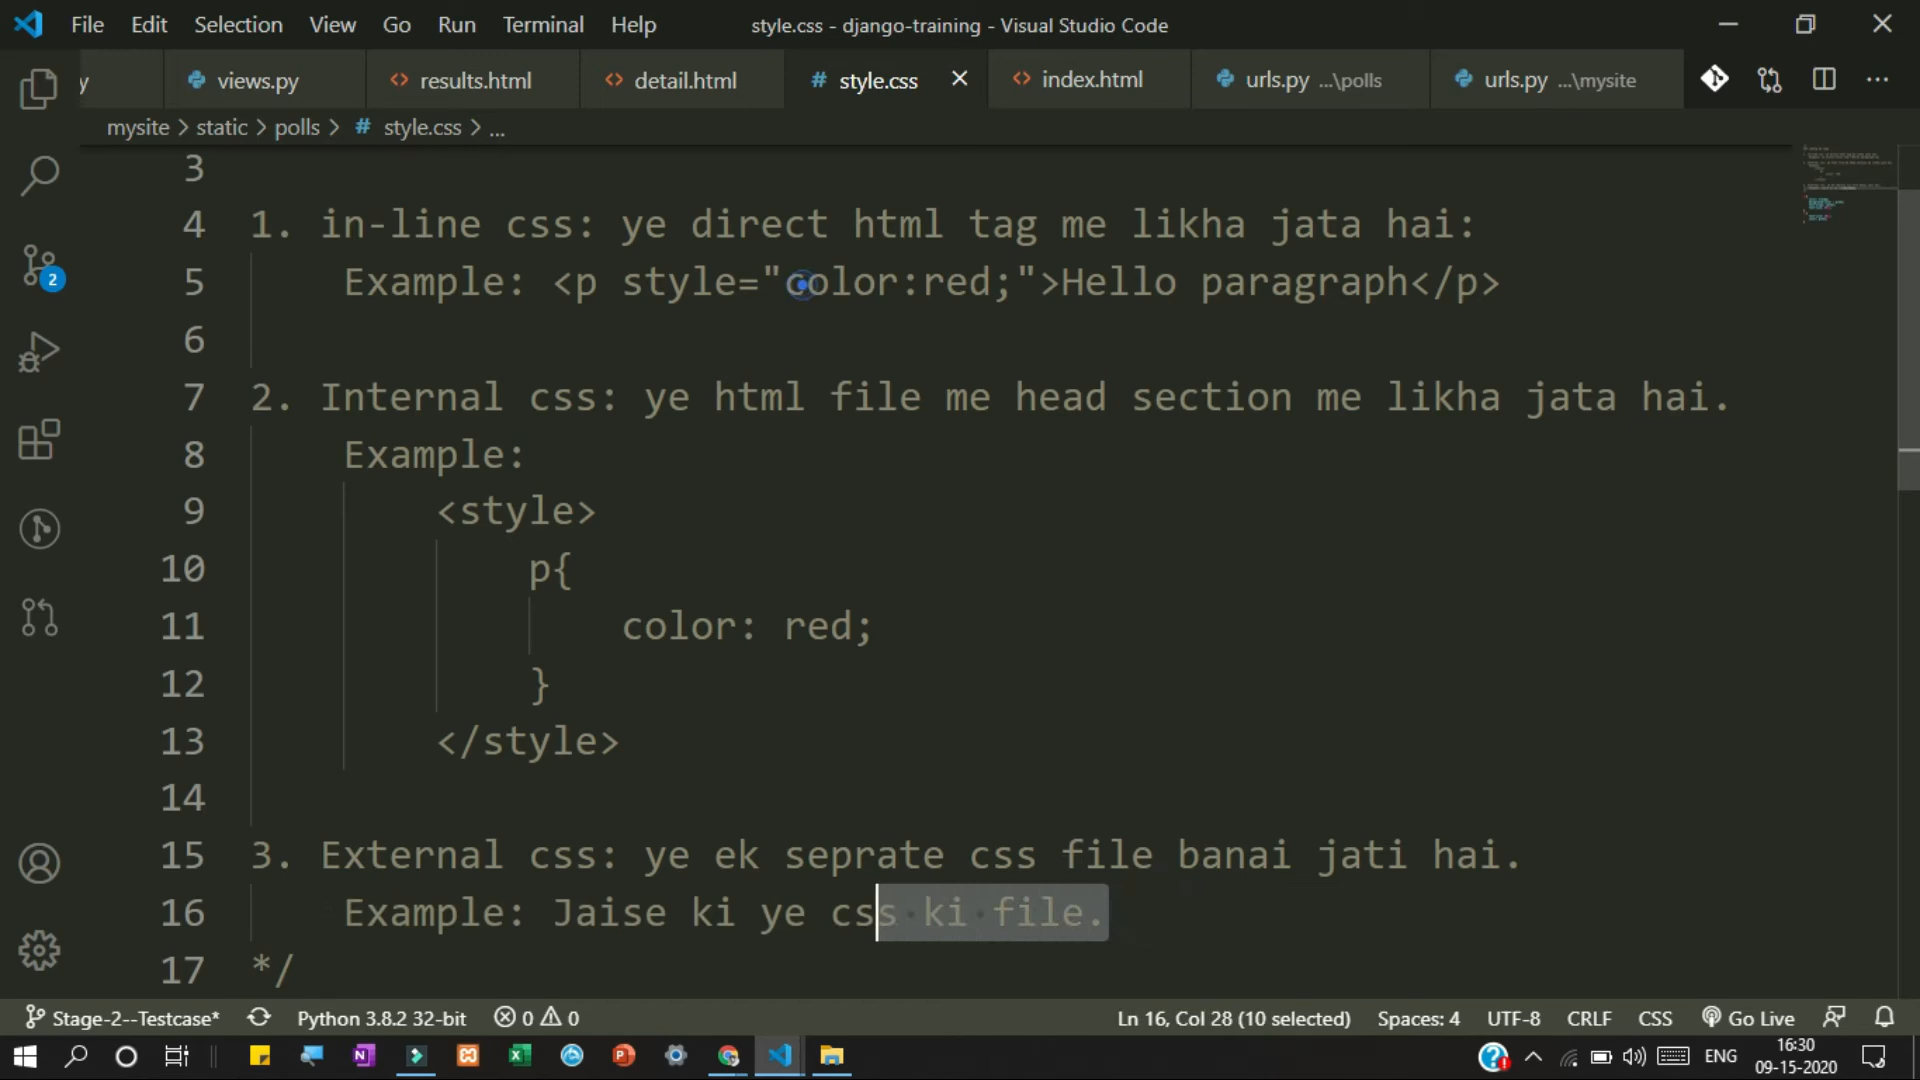 File Edit Selection View Go Run Terminal Help style.css - django-training - Visual Studio Code
y views.py results.html detail.html style.css index.html urls.py ...\polls urls.py ...\mysite
mysite > static > polls > # style.css > ...
3
4 1. in-line css: ye direct html tag me likha jata hai:
5 Example: <p style="color:red;">Hello paragraph</p>
6
7 2. Internal css: ye html file me head section me likha jata hai.
8 Example:
9 <style>
10 p{
11 color: red;
12 }
13 </style>
14
15 3. External css: ye ek seprate css file banai jati hai.
16 Example: Jaise ki ye css ki file.
17 */
2
Stage-2--Testcase* Python 3.8.2 32-bit 0 0 Ln 16, Col 28 (10 selected) Spaces: 4 UTF-8 CRLF CSS Go Live
ENG 16:30
09-15-2020